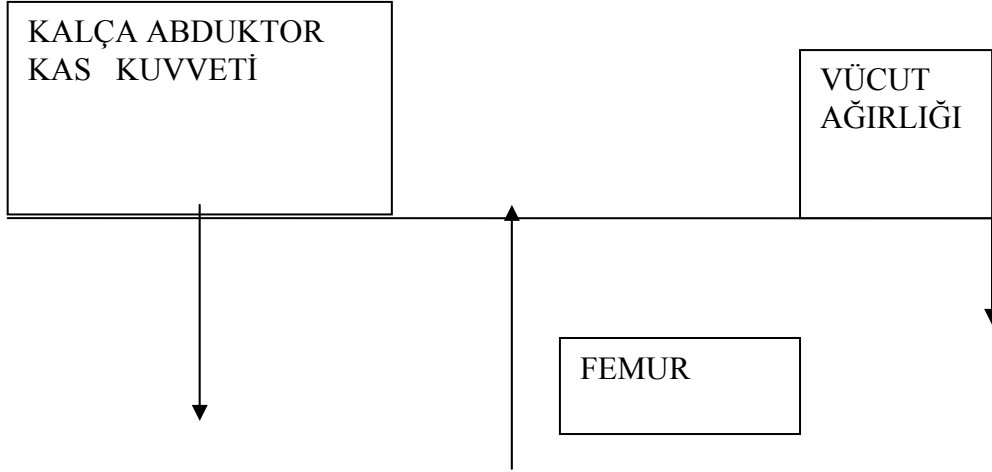 KALÇA ABDUKTOR
KAS KUVVETİ
VÜCUT
AĞIRLIĞI
FEMUR